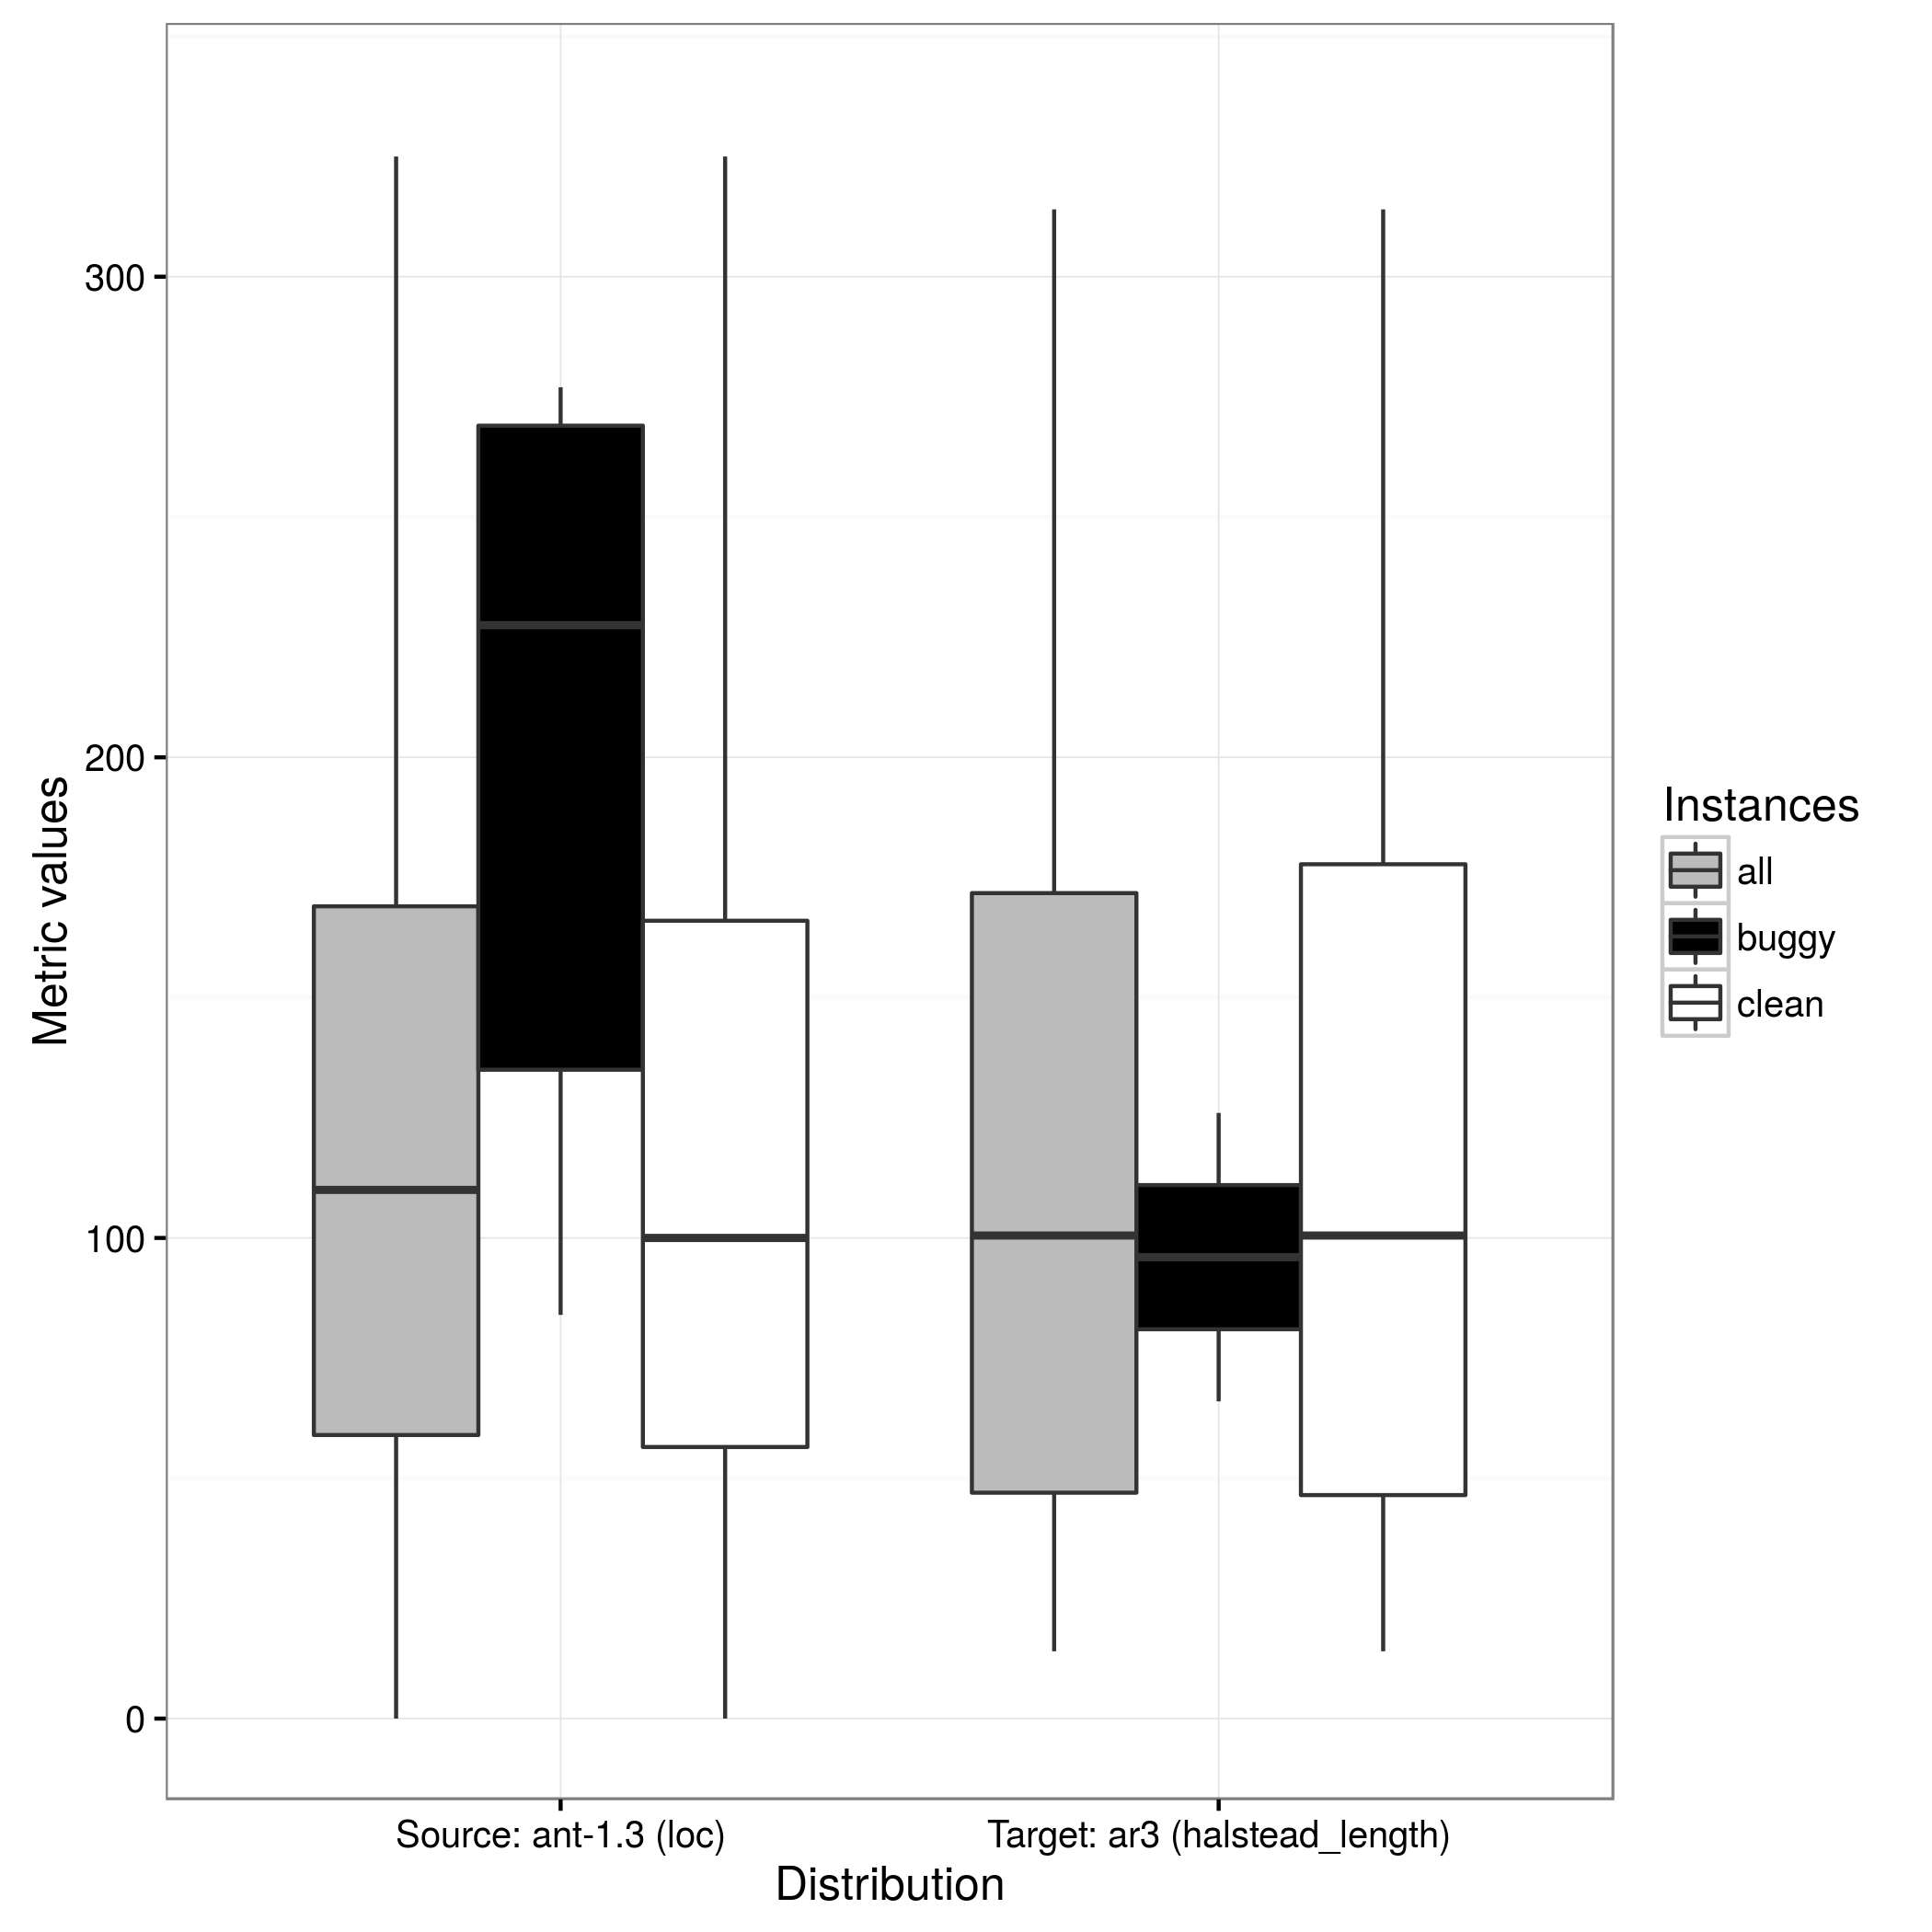 Metric values
300
200
100
0
Source: ant-1.3 (loc)
Target: ar3 (halstead_length)
Distribution
Instances
all
buggy
clean